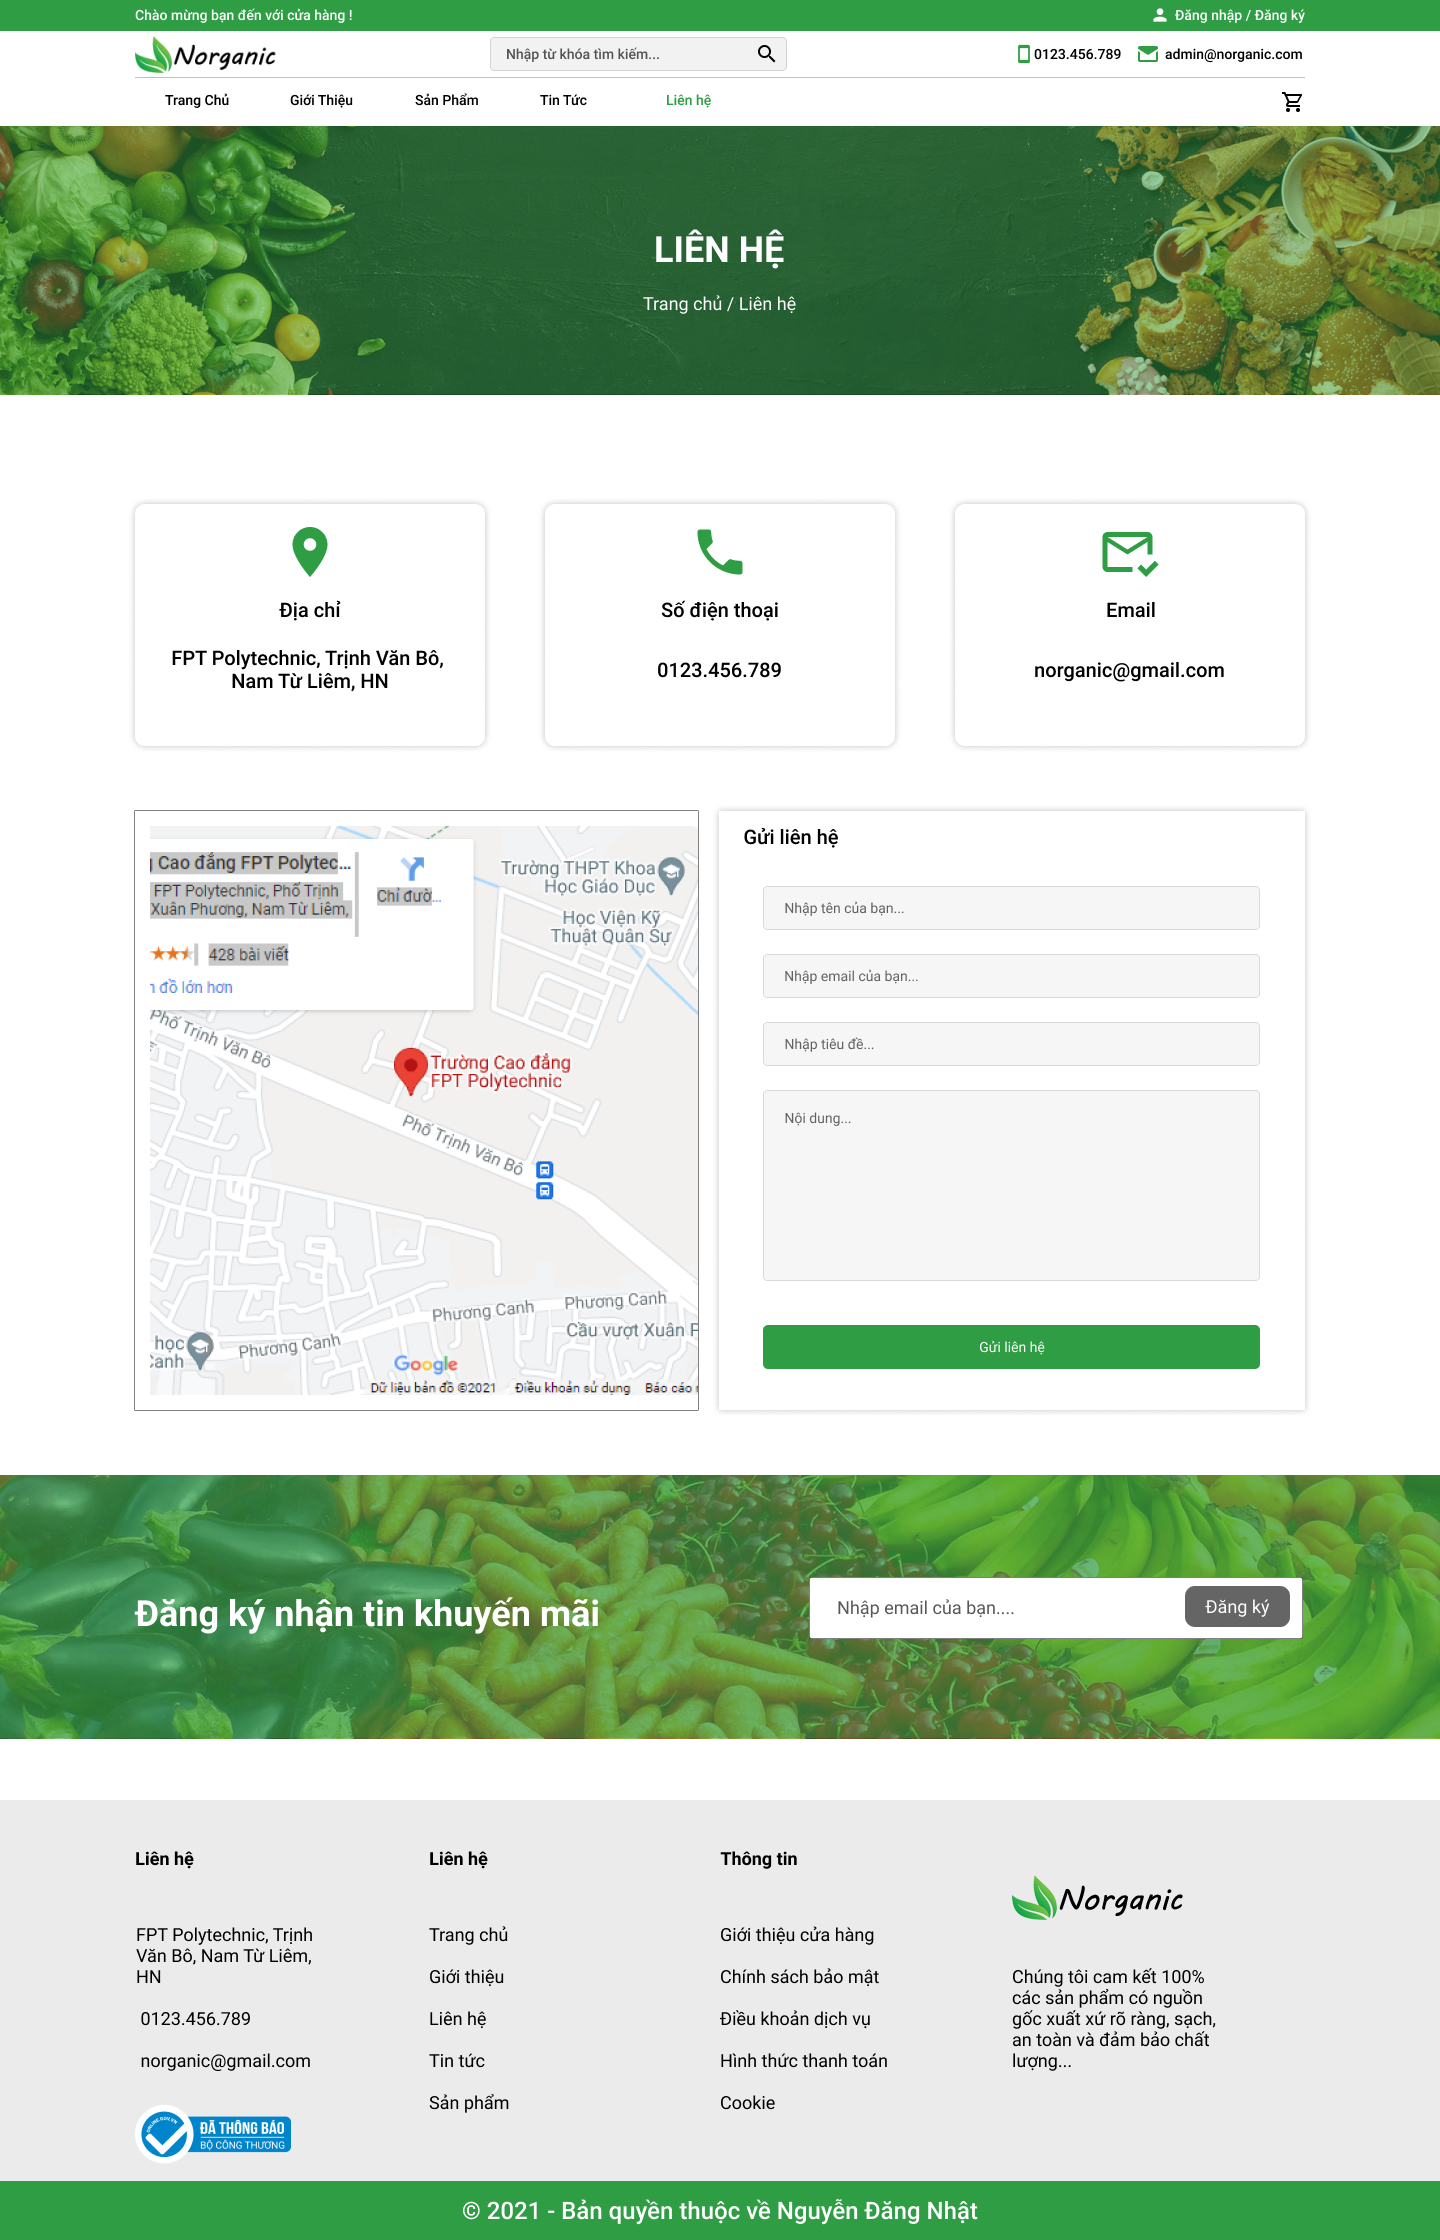 Chào mừng bạn đến với cửa hàng !
Đăng nhập / Đăng ký
Norganic
Nhập từ khóa tìm kiếm...
0123.456.789
admin@norganic.com
Trang Chủ
Giới Thiệu
Sản Phẩm
Tin Tức
Liên hệ
LIÊN HỆ
Trang chủ / Liên hệ
Địa chỉ
FPT Polytechnic, Trịnh Văn Bô,
Nam Từ Liêm, HN
Số điện thoại
0123.456.789
Email
norganic@gmail.com
g Cao đẳng FPT Polytec...
FPT Polytechnic, Phố Trịnh
Xuân Phương, Nam Từ Liêm,
Chỉ đườ...
428 bài viết
n đồ lớn hơn
Trường THPT Khoa
Học Giáo Dục
Học Viện Kỹ
Thuật Quân Sự
Phố Trịnh Văn Bô
Trường Cao đẳng
FPT Polytechnic
Phố Trịnh Văn Bô
Phương Canh
Phương Canh
Cầu vượt Xuân P
học
Canh
Phương Canh
Google
Dữ liệu bản đồ ©2021
Điều khoản sử dụng
Báo cáo
Gửi liên hệ
Nhập tên của bạn...
Nhập email của bạn...
Nhập tiêu đề...
Nội dung...
Gửi liên hệ
Đăng ký nhận tin khuyến mãi
Nhập email của bạn....
Đăng ký
Liên hệ
FPT Polytechnic, Trịnh
Văn Bô, Nam Từ Liêm,
HN
0123.456.789
norganic@gmail.com
ONLINE.GOV.VN
ĐÃ THÔNG BÁO
BỘ CÔNG THƯƠNG
Liên hệ
Trang chủ
Giới thiệu
Liên hệ
Tin tức
Sản phẩm
Thông tin
Giới thiệu cửa hàng
Chính sách bảo mật
Điều khoản dịch vụ
Hình thức thanh toán
Cookie
Norganic
Chúng tôi cam kết 100%
các sản phẩm có nguồn
gốc xuất xứ rõ ràng, sạch,
an toàn và đảm bảo chất
lượng...
© 2021 - Bản quyền thuộc về Nguyễn Đăng Nhật